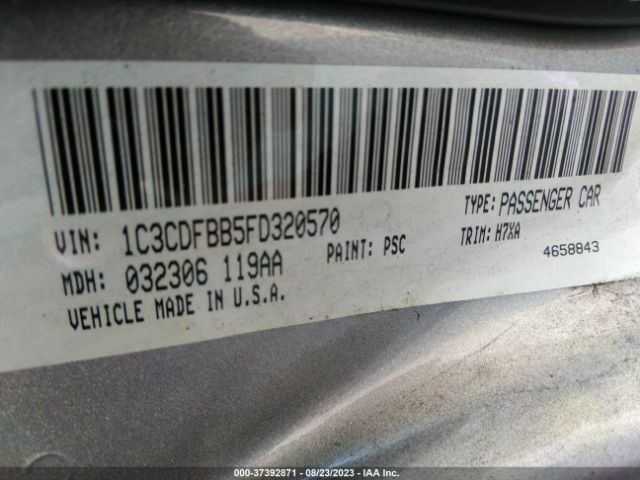 VIN: 1C3CDFBB5FD320570
TYPE: PASSENGER CAR
MDH: 032306 119AA
PAINT: PSC
TRIM: H7XA
VEHICLE MADE IN U.S.A.
4658843
000-37392871 - 08/23/2023 - IAA Inc.